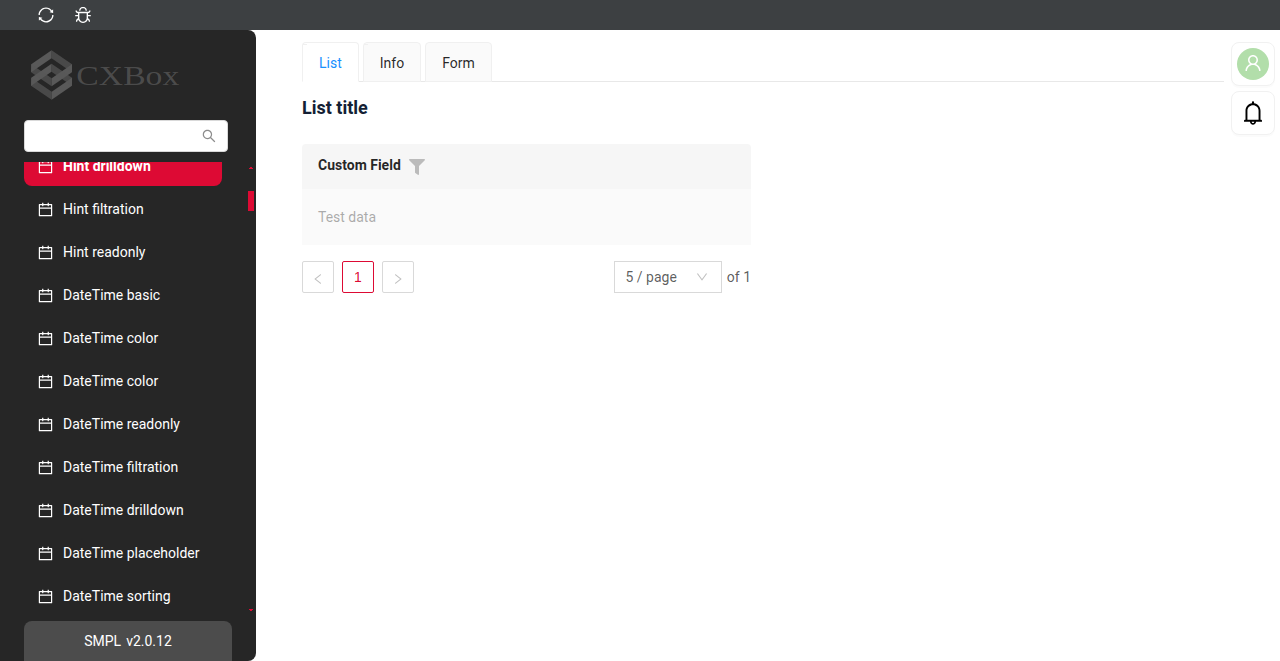 CXBox
Hint drilldown
Hint filtration
Hint readonly
DateTime basic
DateTime color
DateTime color
DateTime readonly
DateTime filtration
DateTime drilldown
DateTime placeholder
DateTime sorting
SMPL v2.0.12
List Info Form
List title
Custom Field
Test data
< 1 > 5 / page of 1